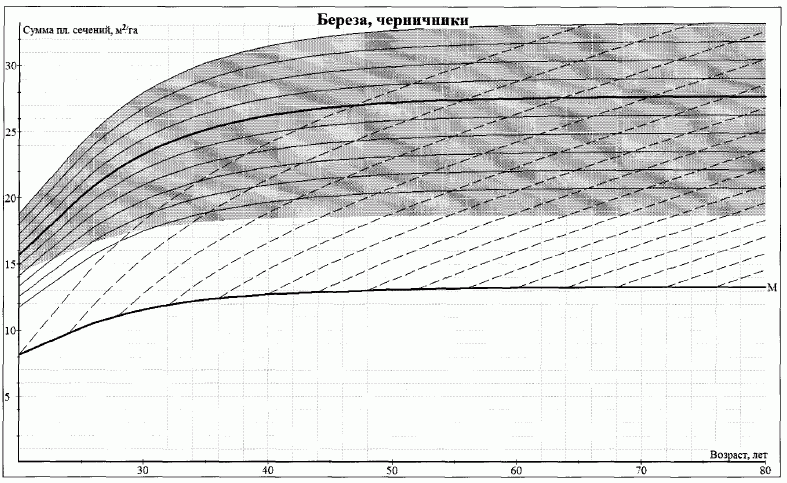 Береза, черничники
Сумма пл. сечений, м²/га
30
25
20
15
М
10
5
Возраст, лет
30 40 50 60 70 80